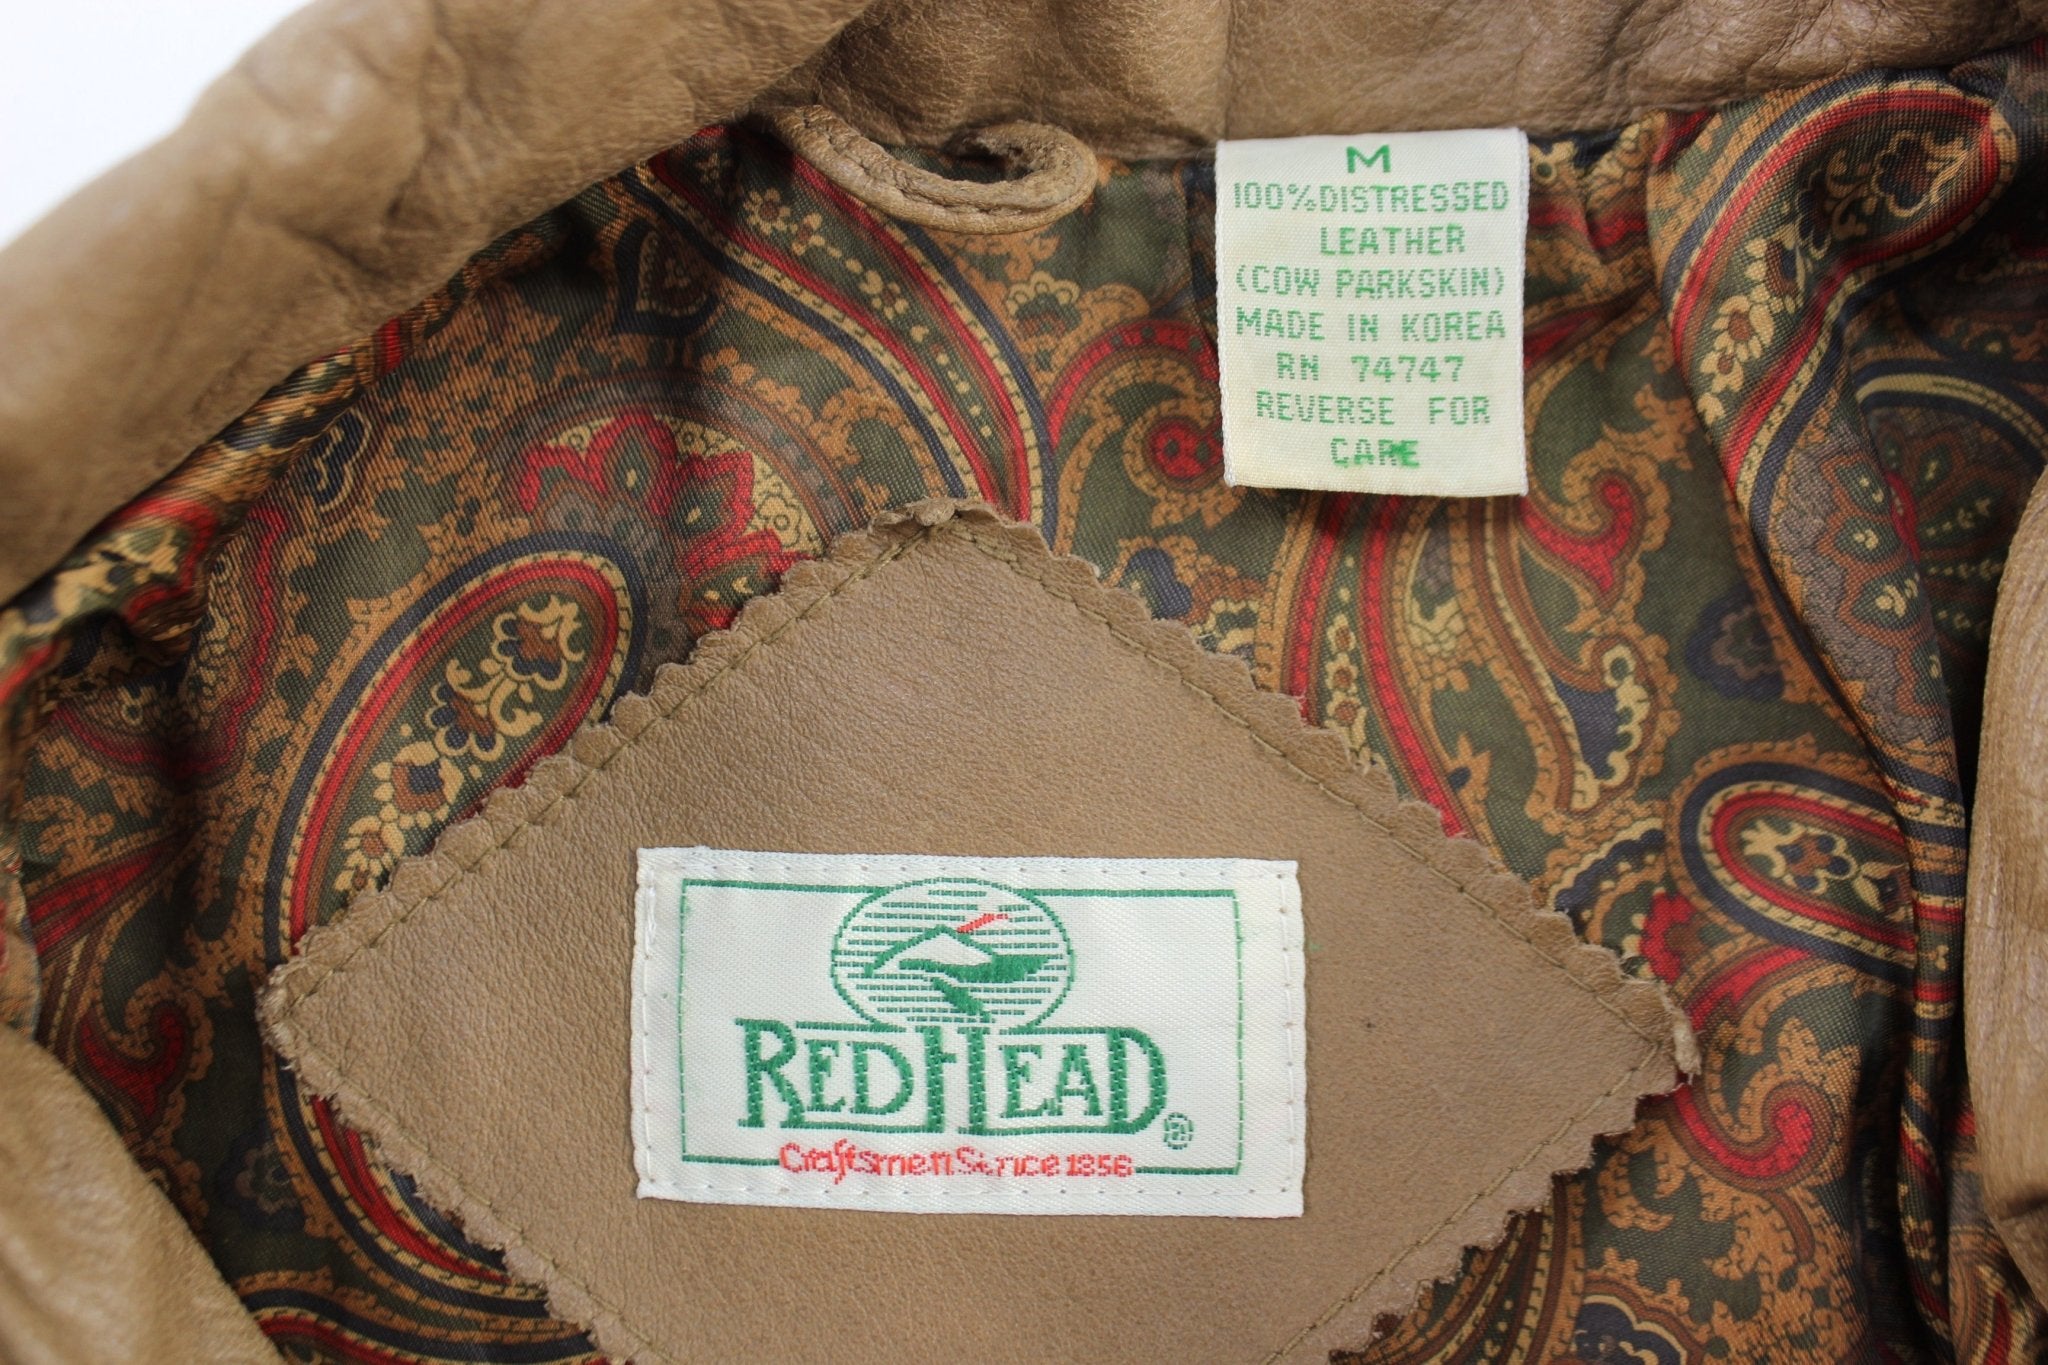 M
100% DISTRESSED
LEATHER
(COW PARKSKIN)
MADE IN KOREA
RN 74747
REVERSE FOR
CARE
REDHEAD®
Craftsmen Since 1856